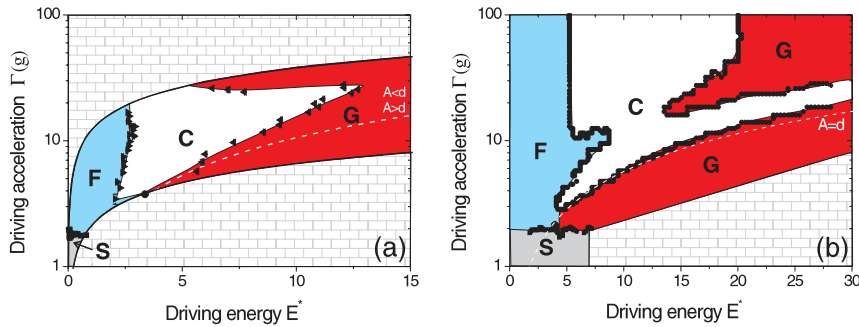 100
10
1
Driving acceleration Γ(g)
F
C
G
S
A<d
A>d
(a)
0
5
10
15
Driving energy E*
100
10
1
Driving acceleration Γ(g)
G
C
F
A=d
G
S
(b)
0
5
10
15
20
25
30
Driving energy E*